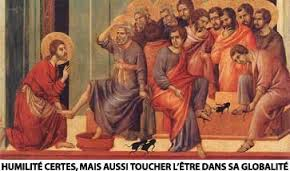 HUMILITÉ CERTES, MAIS AUSSI TOUCHER L'ÊTRE DANS SA GLOBALITÉ